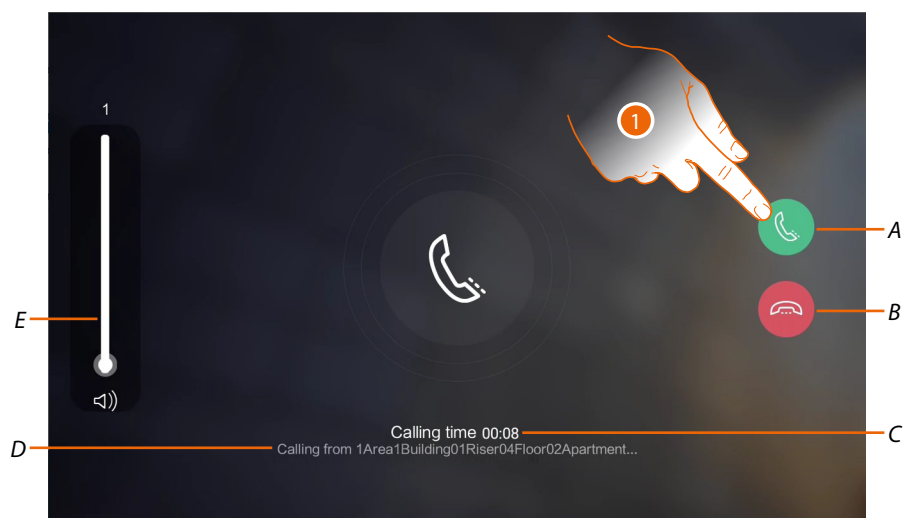 1
1
A
B
E
Calling time 00:08
C
Calling from 1Area1Building01Riser04Floor02Apartment...
D